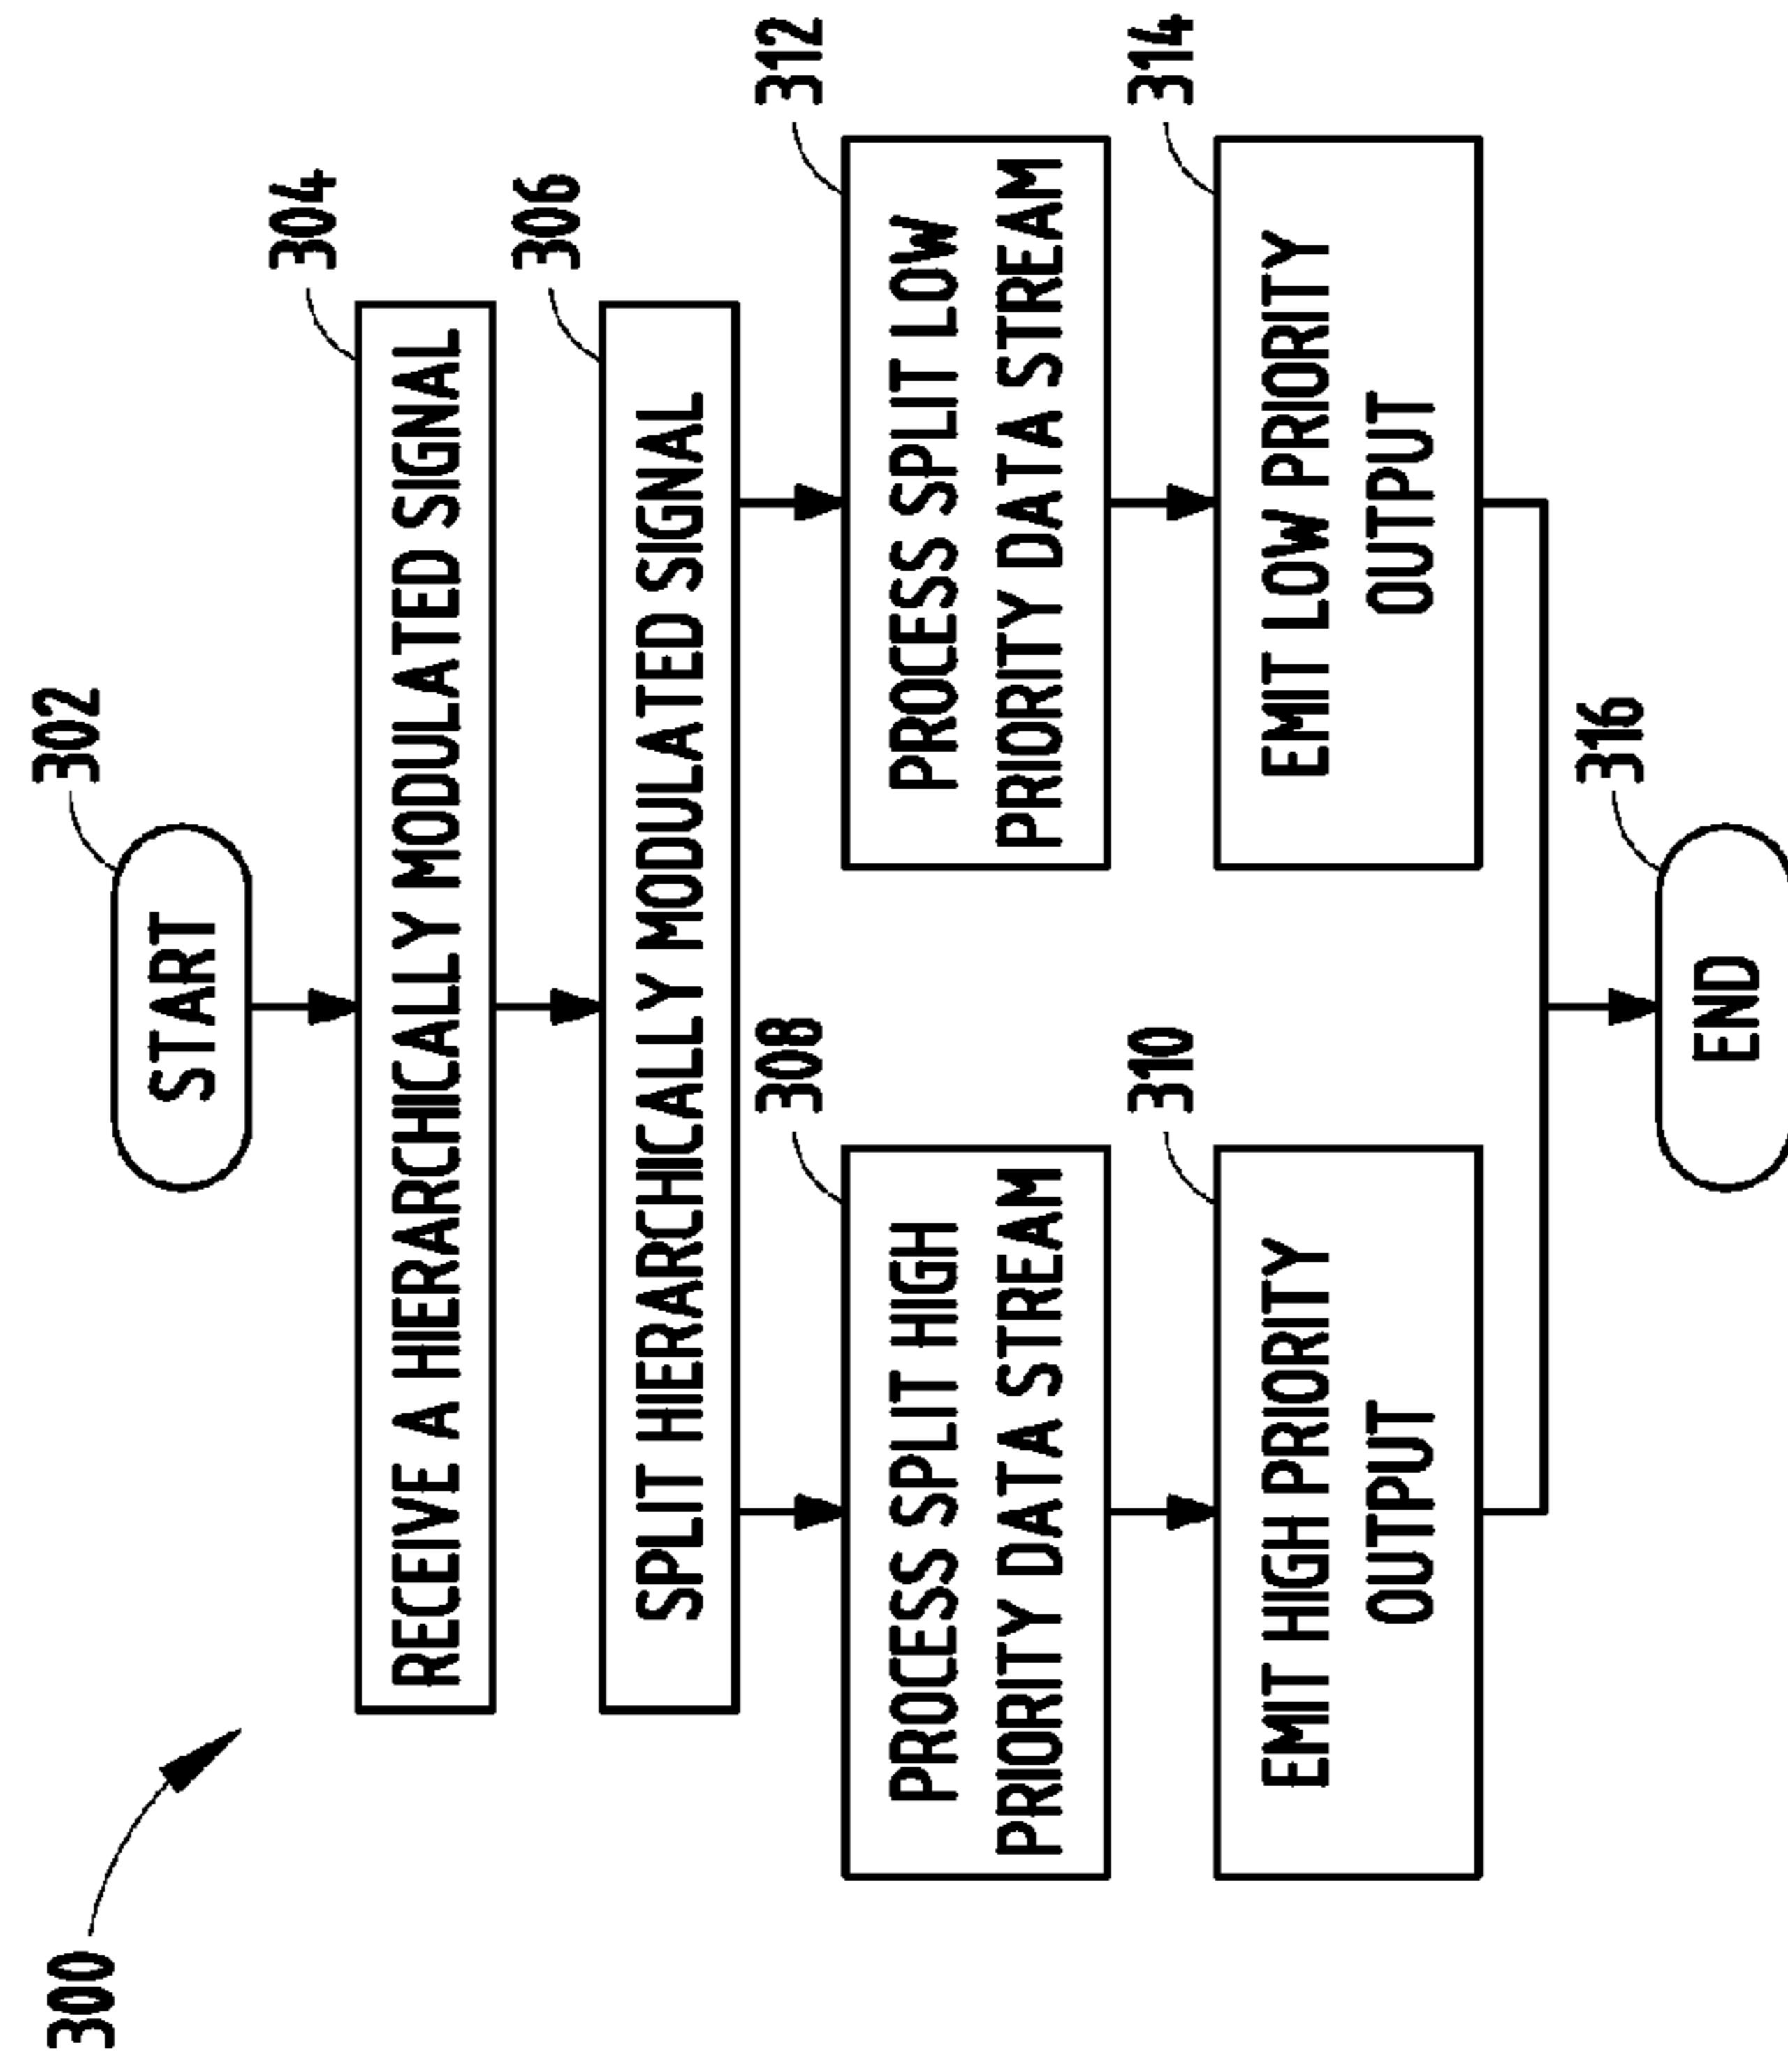 300
302
START
304
RECEIVE A HIERARCHICALLY MODULATED SIGNAL
306
SPLIT HIERARCHICALLY MODULATED SIGNAL
308
PROCESS SPLIT HIGH
PRIORITY DATA STREAM
312
PROCESS SPLIT LOW
PRIORITY DATA STREAM
310
EMIT HIGH PRIORITY
OUTPUT
314
EMIT LOW PRIORITY
OUTPUT
316
END